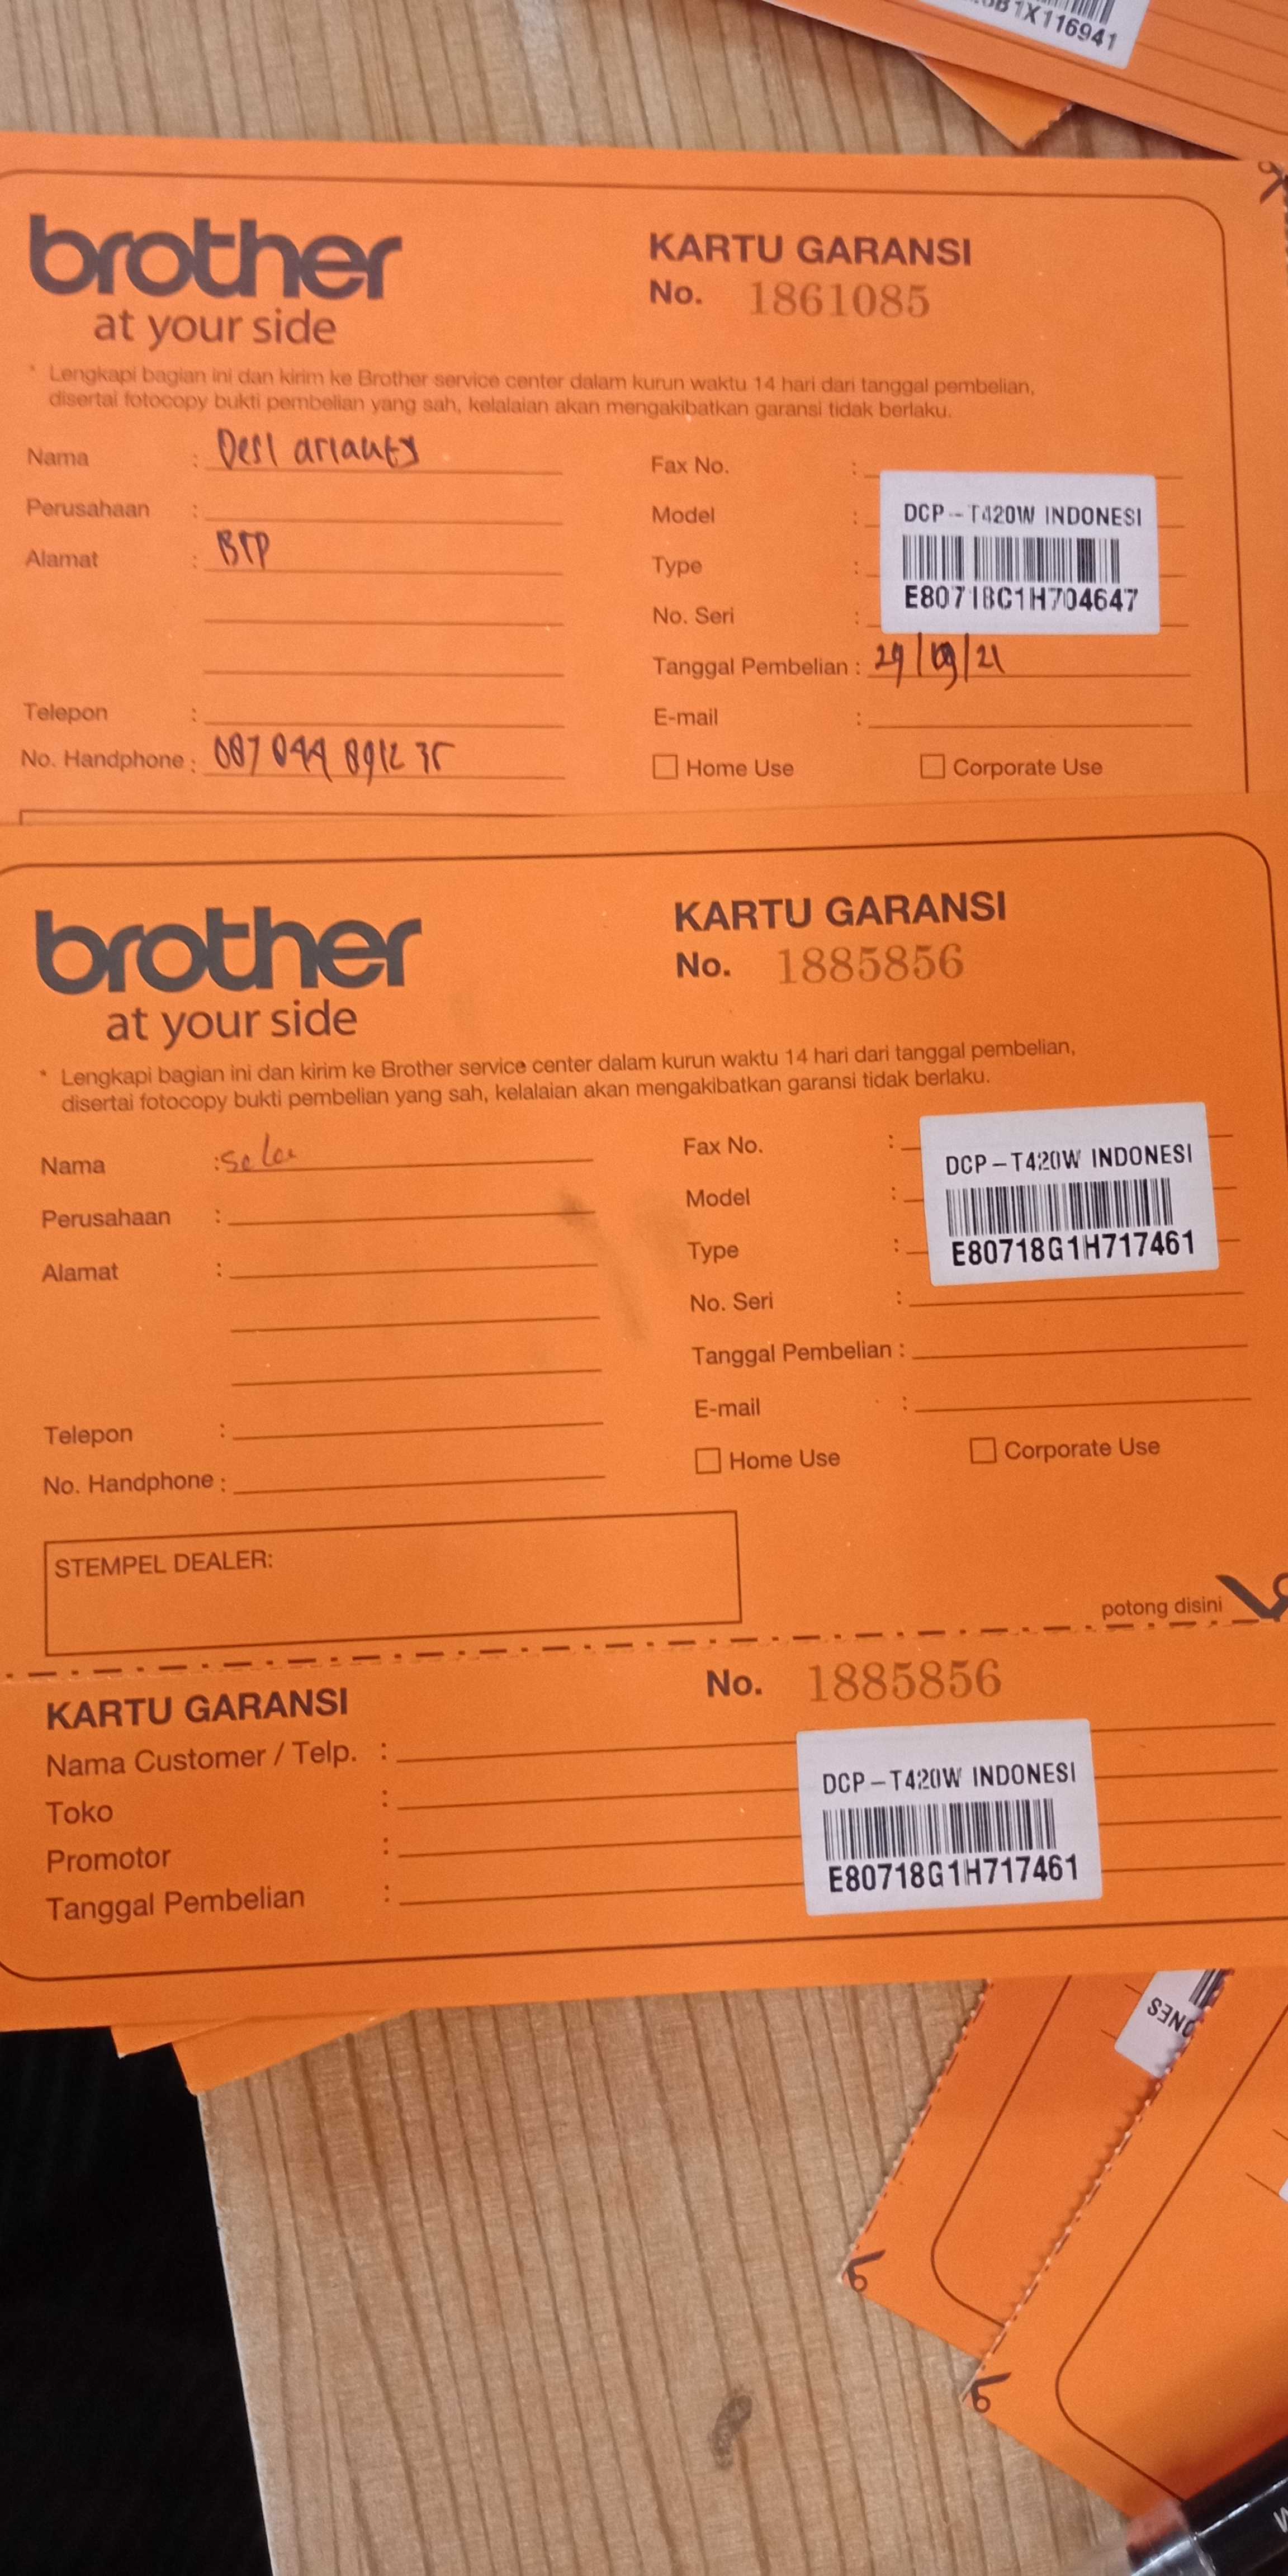 1X116941
brother
at your side
KARTU GARANSI
No. 1861085
* Lengkapi bagian ini dan kirim ke Brother service center dalam kurun waktu 14 hari dari tanggal pembelian,
disertai fotocopy bukti pembelian yang sah, kelalaian akan mengakibatkan garansi tidak berlaku.
Nama : Desi arianty
Perusahaan :
Alamat : BTP
Telepon :
No. Handphone : 087 844 8912 35
Fax No. :
Model :
Type :
No. Seri :
DCP-T420W INDONESI
E80718C1H704647
Tanggal Pembelian : 29/09/21
E-mail :
Home Use
Corporate Use
brother
at your side
KARTU GARANSI
No. 1885856
* Lengkapi bagian ini dan kirim ke Brother service center dalam kurun waktu 14 hari dari tanggal pembelian,
disertai fotocopy bukti pembelian yang sah, kelalaian akan mengakibatkan garansi tidak berlaku.
Nama :
Perusahaan :
Alamat :
Telepon :
No. Handphone :
Fax No. :
Model :
Type :
No. Seri :
DCP-T420W INDONESI
E80718G1H717461
Tanggal Pembelian :
E-mail :
Home Use
Corporate Use
STEMPEL DEALER:
potong disini
KARTU GARANSI
No. 1885856
Nama Customer / Telp. :
Toko :
Promotor :
Tanggal Pembelian :
DCP-T420W INDONESI
E80718G1H717461
ONES